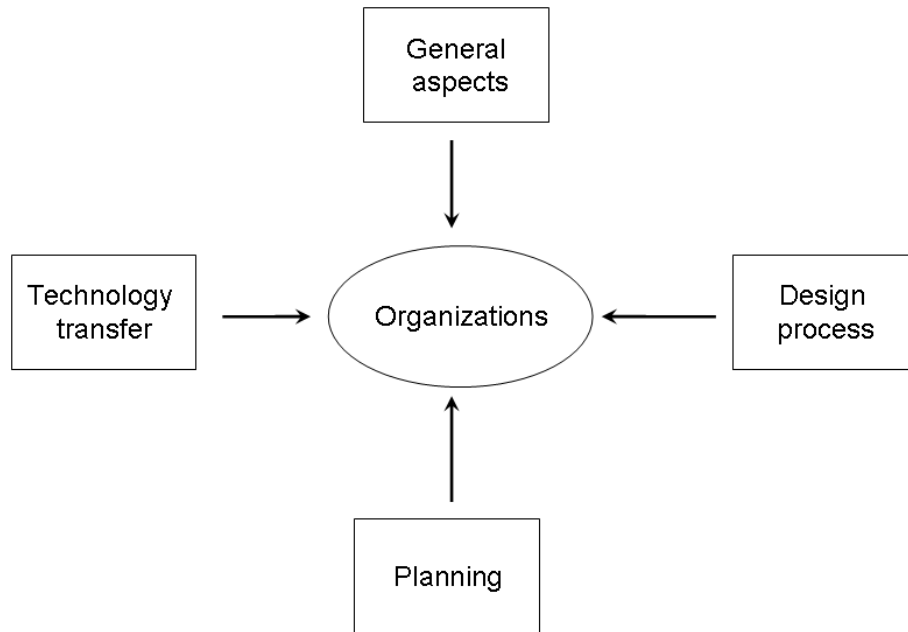 General
aspects
Technology
transfer
Organizations
Design
process
Planning